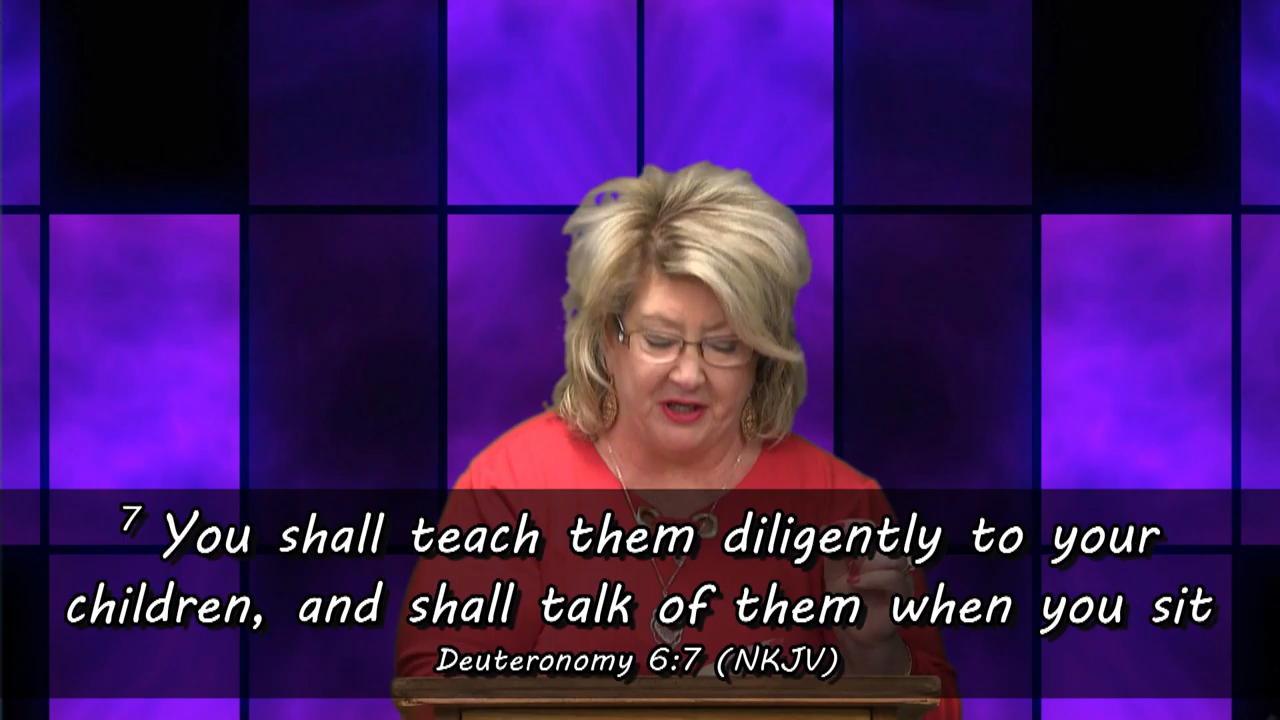 7 You shall teach them diligently to your
children, and shall talk of them when you sit
Deuteronomy 6:7 (NKJV)